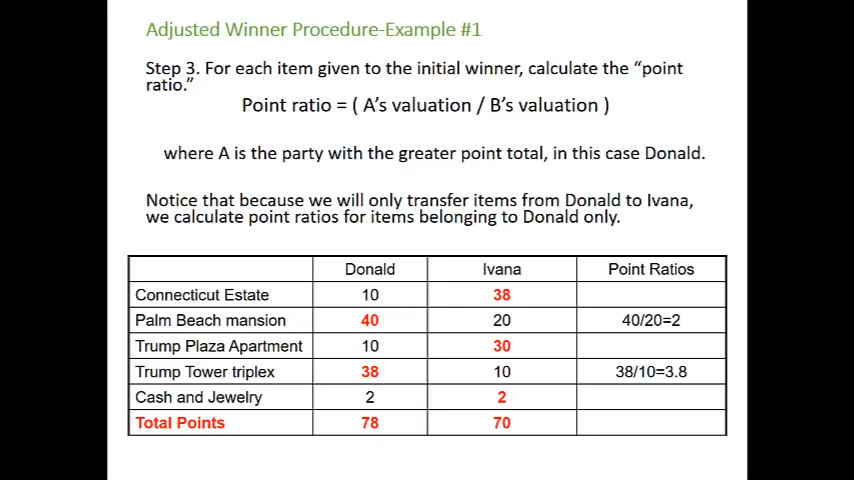 Adjusted Winner Procedure-Example #1
Step 3. For each item given to the initial winner, calculate the “point
ratio.”
Point ratio = ( A’s valuation / B’s valuation )
where A is the party with the greater point total, in this case Donald.
Notice that because we will only transfer items from Donald to Ivana,
we calculate point ratios for items belonging to Donald only.
Donald Ivana Point Ratios
Connecticut Estate 10 38
Palm Beach mansion 40 20 40/20=2
Trump Plaza Apartment 10 30
Trump Tower triplex 38 10 38/10=3.8
Cash and Jewelry 2 2
Total Points 78 70